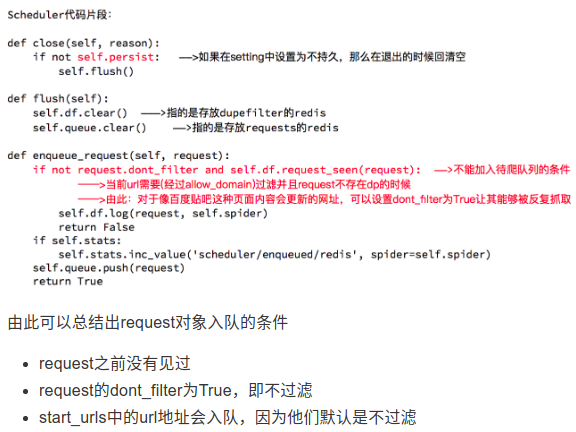 Scheduler代码片段：
def close(self, reason):
if not self.persist: ——>如果在setting中设置为不持久，那么在退出的时候回清空
self.flush()
def flush(self):
self.df.clear() ——>指的是存放dupefilter的redis
self.queue.clear() ——>指的是存放requests的redis
def enqueue_request(self, request):
if not request.dont_filter and self.df.request_seen(request): ——>不能加入待爬队列的条件
———>当前url需要(经过allow_domain)过滤并且request不存在dp的时候
———>由此：对于像百度贴吧这种页面内容会更新的网址，可以设置dont_filter为True让其能够被反复抓取
self.df.log(request, self.spider)
return False
if self.stats:
self.stats.inc_value('scheduler/enqueued/redis', spider=self.spider)
self.queue.push(request)
return True
由此可以总结出request对象入队的条件
• request之前没有见过
• request的dont_filter为True，即不过滤
• start_urls中的url地址会入队，因为他们默认是不过滤